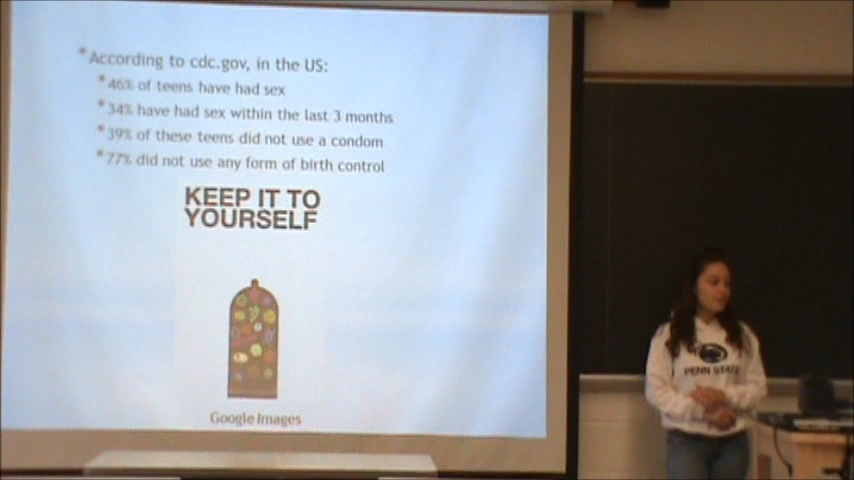 *According to cdc.gov, in the US:
*46% of teens have had sex
*34% have had sex within the last 3 months
*39% of these teens did not use a condom
*77% did not use any form of birth control
KEEP IT TO
YOURSELF
Google Images
PENN STATE